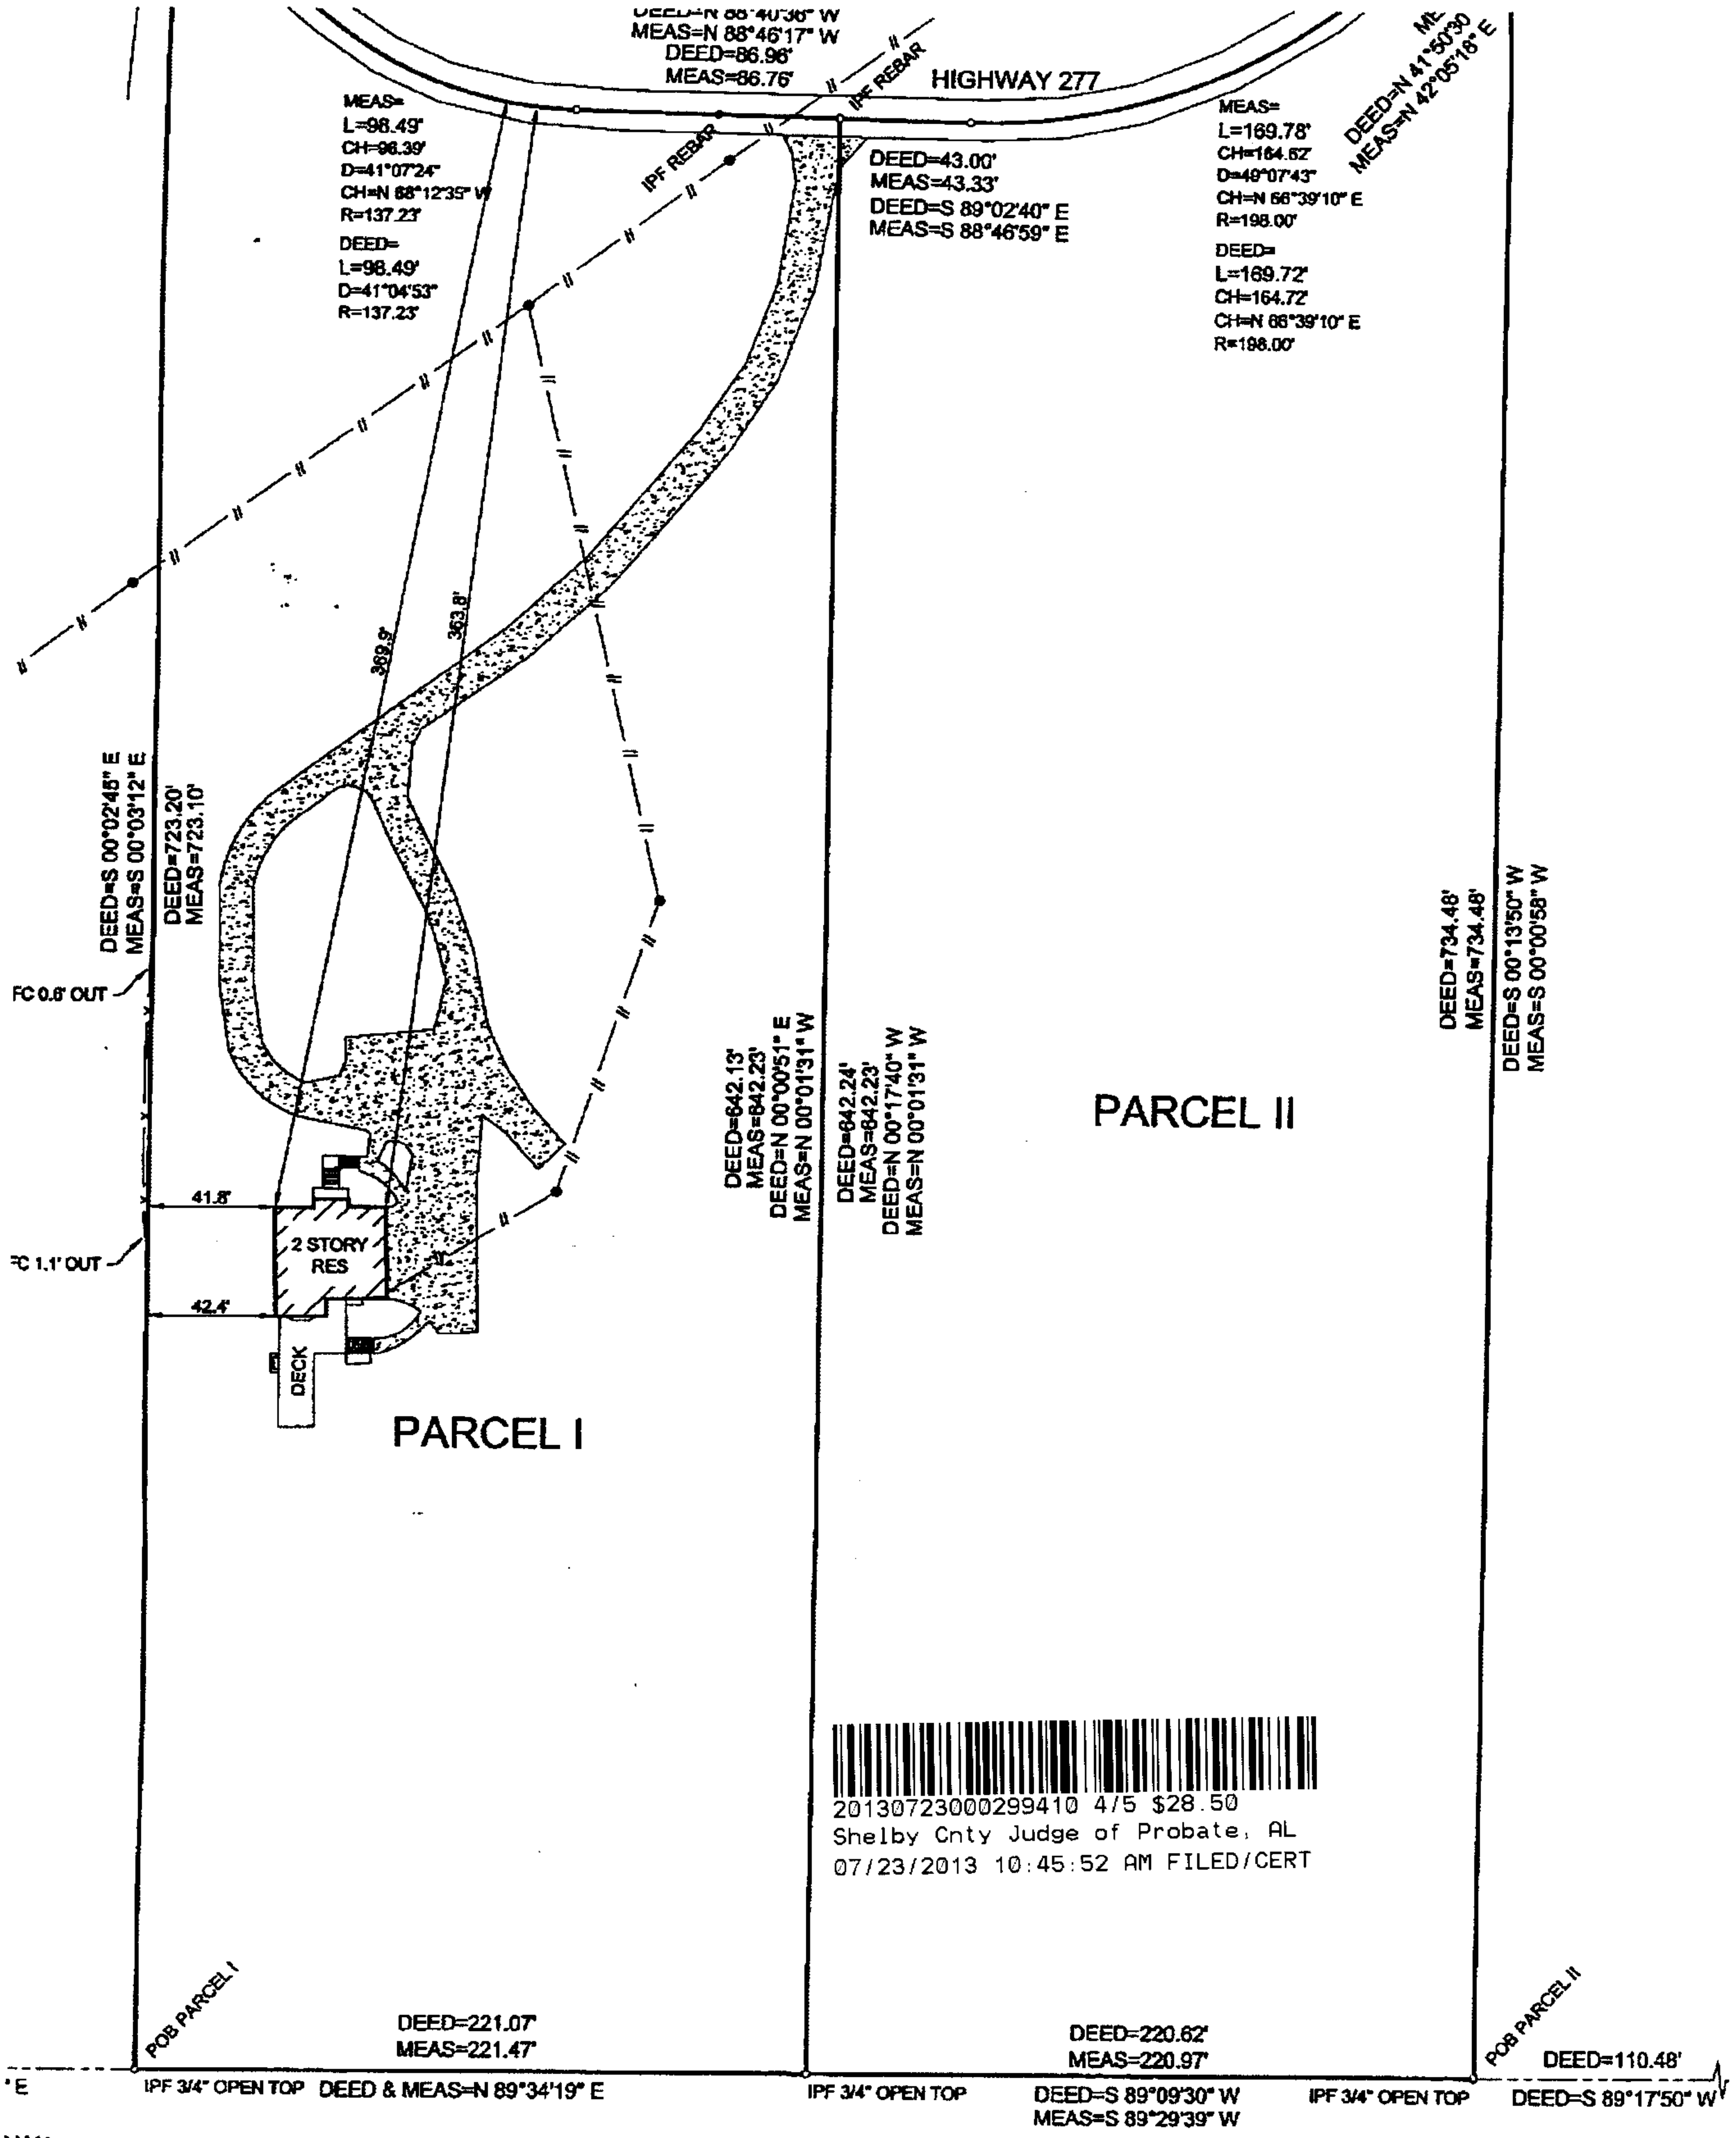 DEED=N 88°40'36" W
MEAS=N 88°46'17" W
DEED=86.96'
MEAS=86.76'
IPF REBAR
HIGHWAY 277
DEED=N 41°50'30
MEAS=N 42°05'18" E
MEAS=
L=98.49'
CH=96.39'
D=41°07'24"
CH=N 68°12'35" W
R=137.23'
DEED=
L=98.49'
D=41°04'53"
R=137.23'
IPF REBAR
DEED=43.00'
MEAS=43.33'
DEED=S 89°02'40" E
MEAS=S 88°46'59" E
MEAS=
L=169.78'
CH=164.62'
D=49°07'43"
CH=N 66°39'10" E
R=198.00'
DEED=
L=169.72'
CH=164.72'
CH=N 66°39'10" E
R=198.00'
369.9'
363.8'
DEED=S 00°02'45" E
MEAS=S 00°03'12" E
DEED=723.20'
MEAS=723.10'
FC 0.6' OUT
DEED=642.13'
MEAS=642.23'
DEED=N 00°00'51" E
MEAS=N 00°01'31" W
DEED=642.24'
MEAS=642.23'
DEED=N 00°17'40" W
MEAS=N 00°01'31" W
DEED=734.48'
MEAS=734.48'
DEED=S 00°13'50" W
MEAS=S 00°00'58" W
PARCEL II
41.8'
2 STORY
RES
FC 1.1' OUT
42.4'
DECK
PARCEL I
20130723000299410 4/5 $28.50
Shelby Cnty Judge of Probate, AL
07/23/2013 10:45:52 AM FILED/CERT
POB PARCEL I
DEED=221.07'
MEAS=221.47'
DEED=220.62'
MEAS=220.97'
POB PARCEL II
DEED=110.48'
" E
IPF 3/4" OPEN TOP
DEED & MEAS=N 89°34'19" E
IPF 3/4" OPEN TOP
DEED=S 89°09'30" W
MEAS=S 89°29'39" W
IPF 3/4" OPEN TOP
DEED=S 89°17'50" W